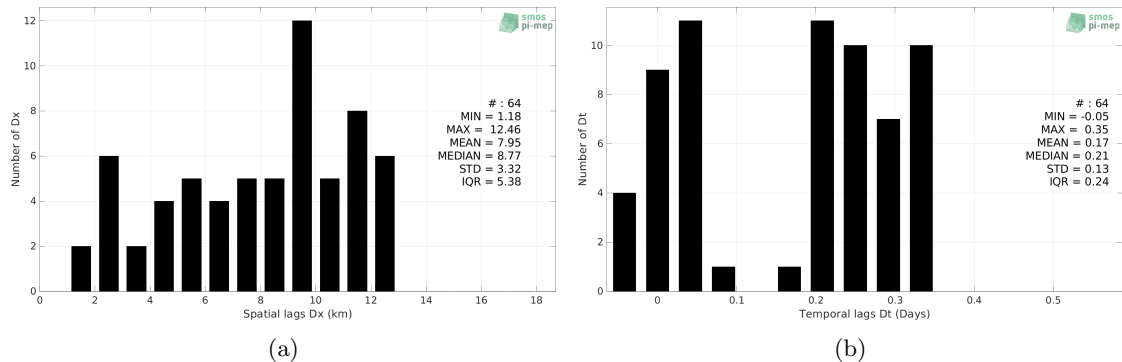 12
10
8
6
4
2
0
Number of Dx
smos
pi-mep
# : 64
MIN = 1.18
MAX = 12.46
MEAN = 7.95
MEDIAN = 8.77
STD = 3.32
IQR = 5.38
0 2 4 6 8 10 12 14 16 18
Spatial lags Dx (km)
(a)
10
8
6
4
2
0
Number of Dt
smos
pi-mep
# : 64
MIN = -0.05
MAX = 0.35
MEAN = 0.17
MEDIAN = 0.21
STD = 0.13
IQR = 0.24
0 0.1 0.2 0.3 0.4 0.5
Temporal lags Dt (Days)
(b)